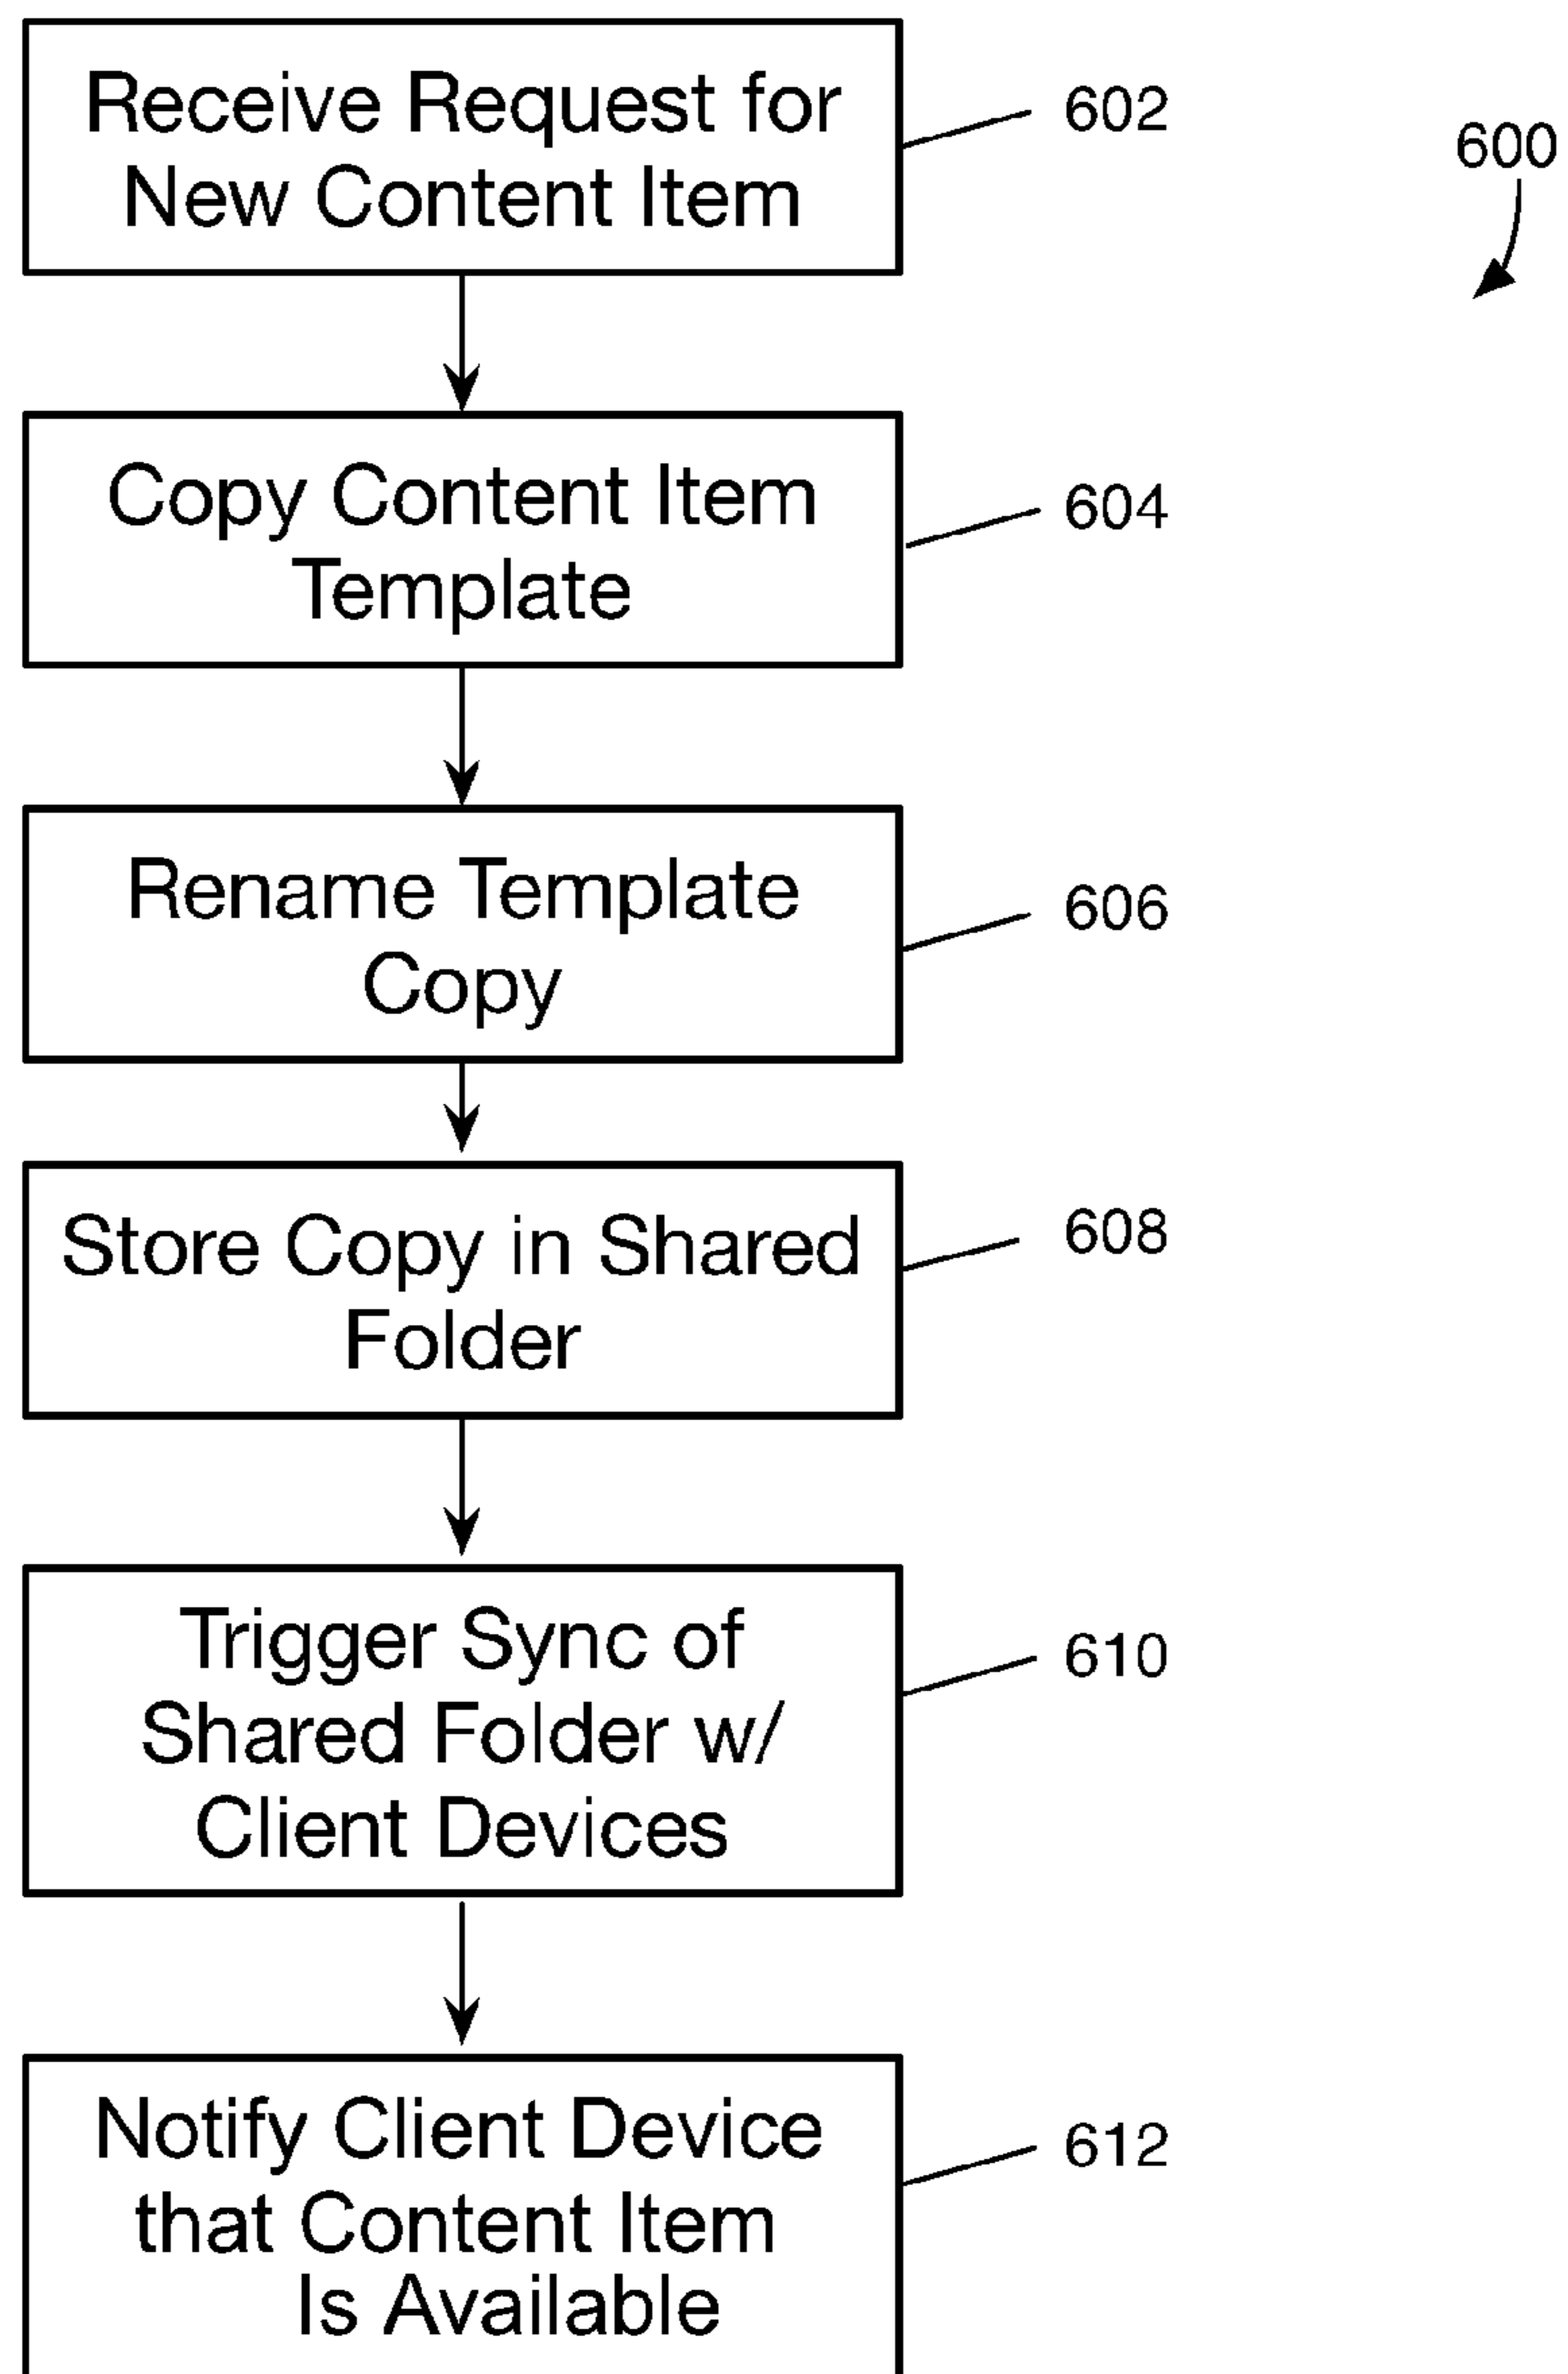 Receive Request for
New Content Item
602
600
Copy Content Item
Template
604
Rename Template
Copy
606
Store Copy in Shared
Folder
608
Trigger Sync of
Shared Folder w/
Client Devices
610
Notify Client Device
that Content Item
Is Available
612